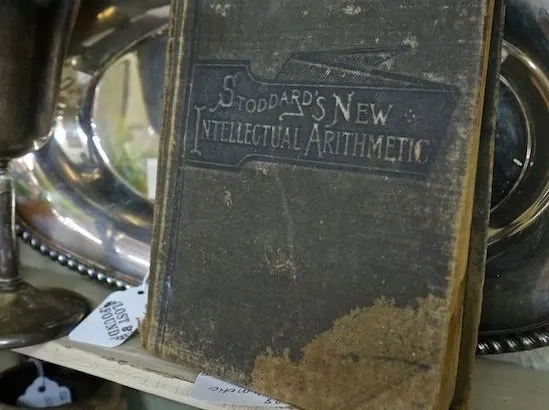 STODDARD'S NEW
INTELLECTUAL ARITHMETIC
LOST &
FOUND